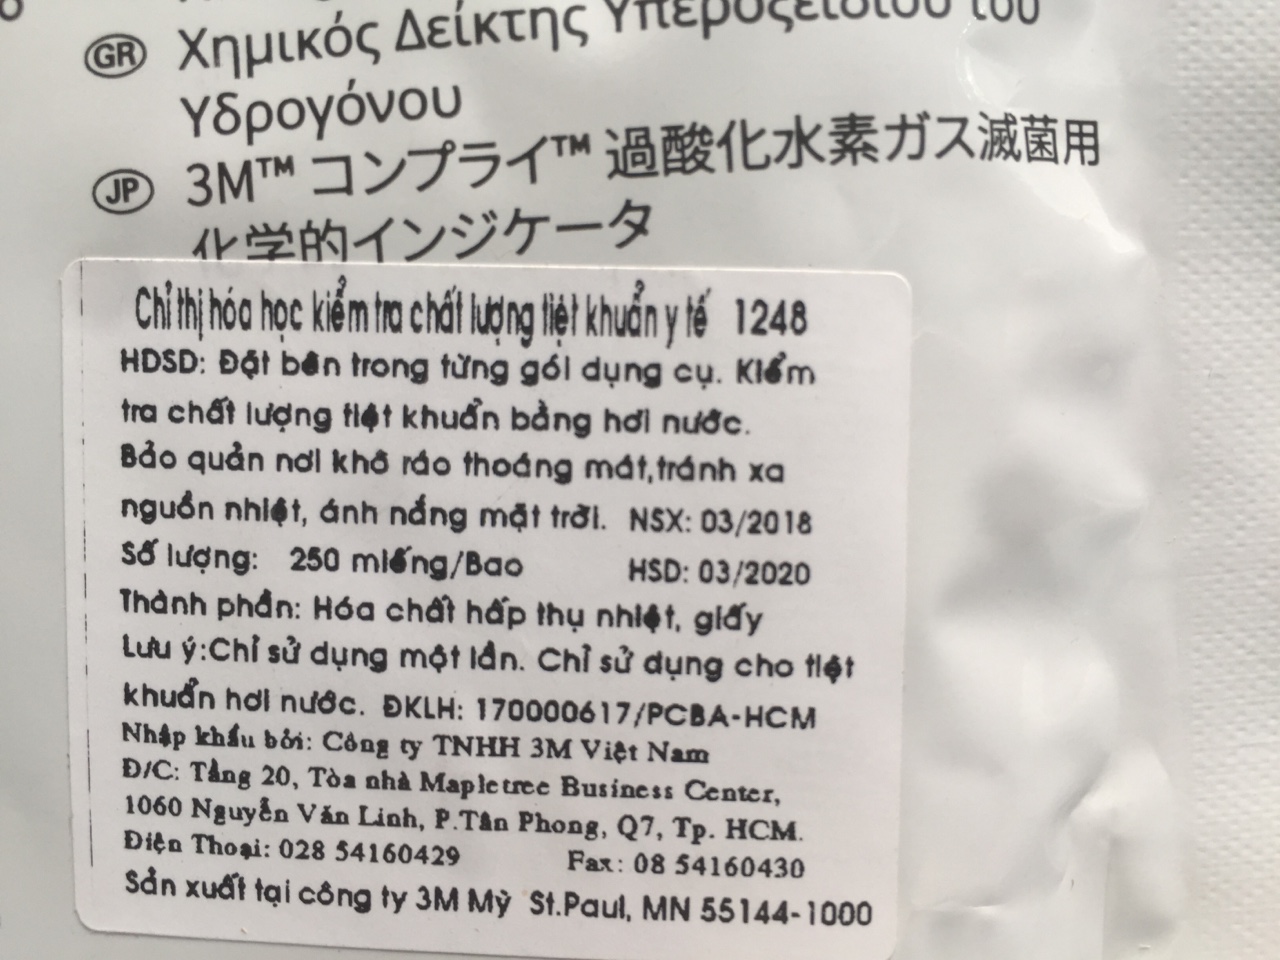 GR Χημικός Δείκτης Υπεροξειδίου του
Υδρογόνου
JP 3M™ コンプライ™ 過酸化水素ガス滅菌用
化学的インジケータ
Chỉ thị hóa học kiểm tra chất lượng tiệt khuẩn y tế 1248
HDSD: Đặt bên trong từng gói dụng cụ. Kiểm
tra chất lượng tiệt khuẩn bằng hơi nước.
Bảo quản nơi khô ráo thoáng mát,tránh xa
nguồn nhiệt, ánh nắng mặt trời. NSX: 03/2018
Số lượng: 250 miếng/Bao HSD: 03/2020
Thành phần: Hóa chất hấp thụ nhiệt, giấy
Lưu ý:Chỉ sử dụng một lần. Chỉ sử dụng cho tiệt
khuẩn hơi nước. ĐKLH: 170000617/PCBA-HCM
Nhập khẩu bởi: Công ty TNHH 3M Việt Nam
Đ/C: Tầng 20, Tòa nhà Mapletree Business Center,
1060 Nguyễn Văn Linh, P.Tân Phong, Q7, Tp. HCM.
Điện Thoại: 028 54160429 Fax: 08 54160430
Sản xuất tại công ty 3M Mỹ St.Paul, MN 55144-1000